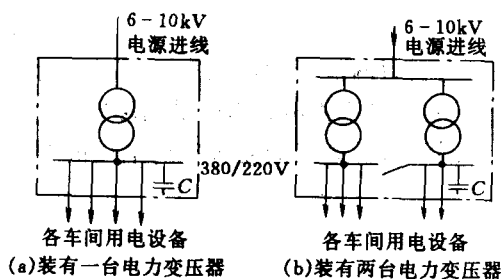 6-10kV
电源进线
C
380/220V
各车间用电设备
(a)装有一台电力变压器
6-10kV
电源进线
C
各车间用电设备
(b)装有两台电力变压器